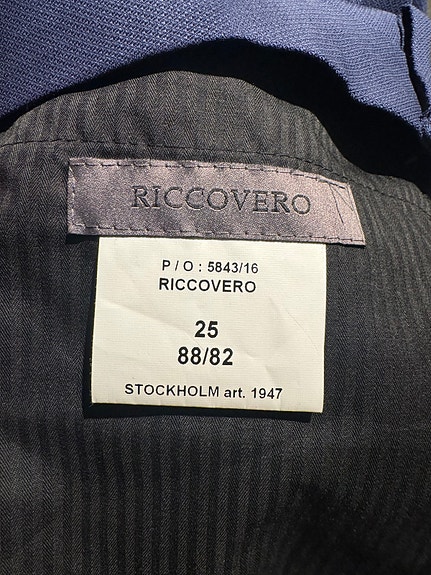 RICCOVERO
P / O : 5843/16
RICCOVERO
25
88/82
STOCKHOLM art. 1947